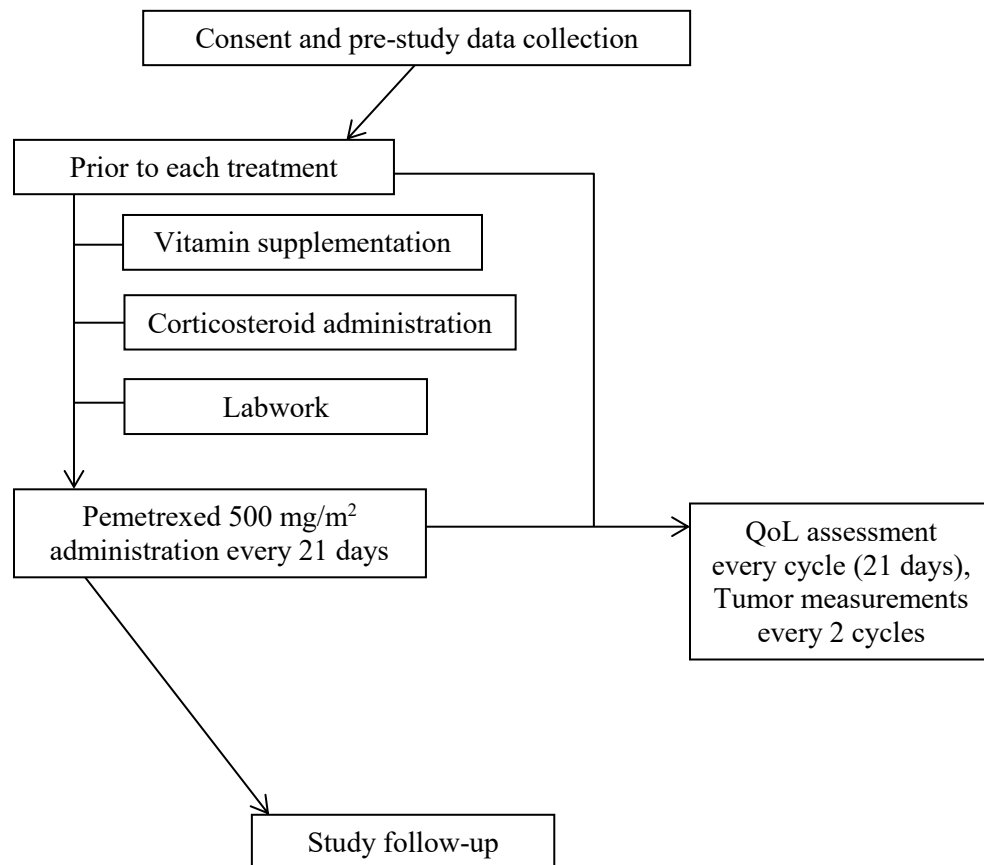 Consent and pre-study data collection
Prior to each treatment
Vitamin supplementation
Corticosteroid administration
Labwork
Pemetrexed 500 mg/m²
administration every 21 days
QoL assessment
every cycle (21 days),
Tumor measurements
every 2 cycles
Study follow-up